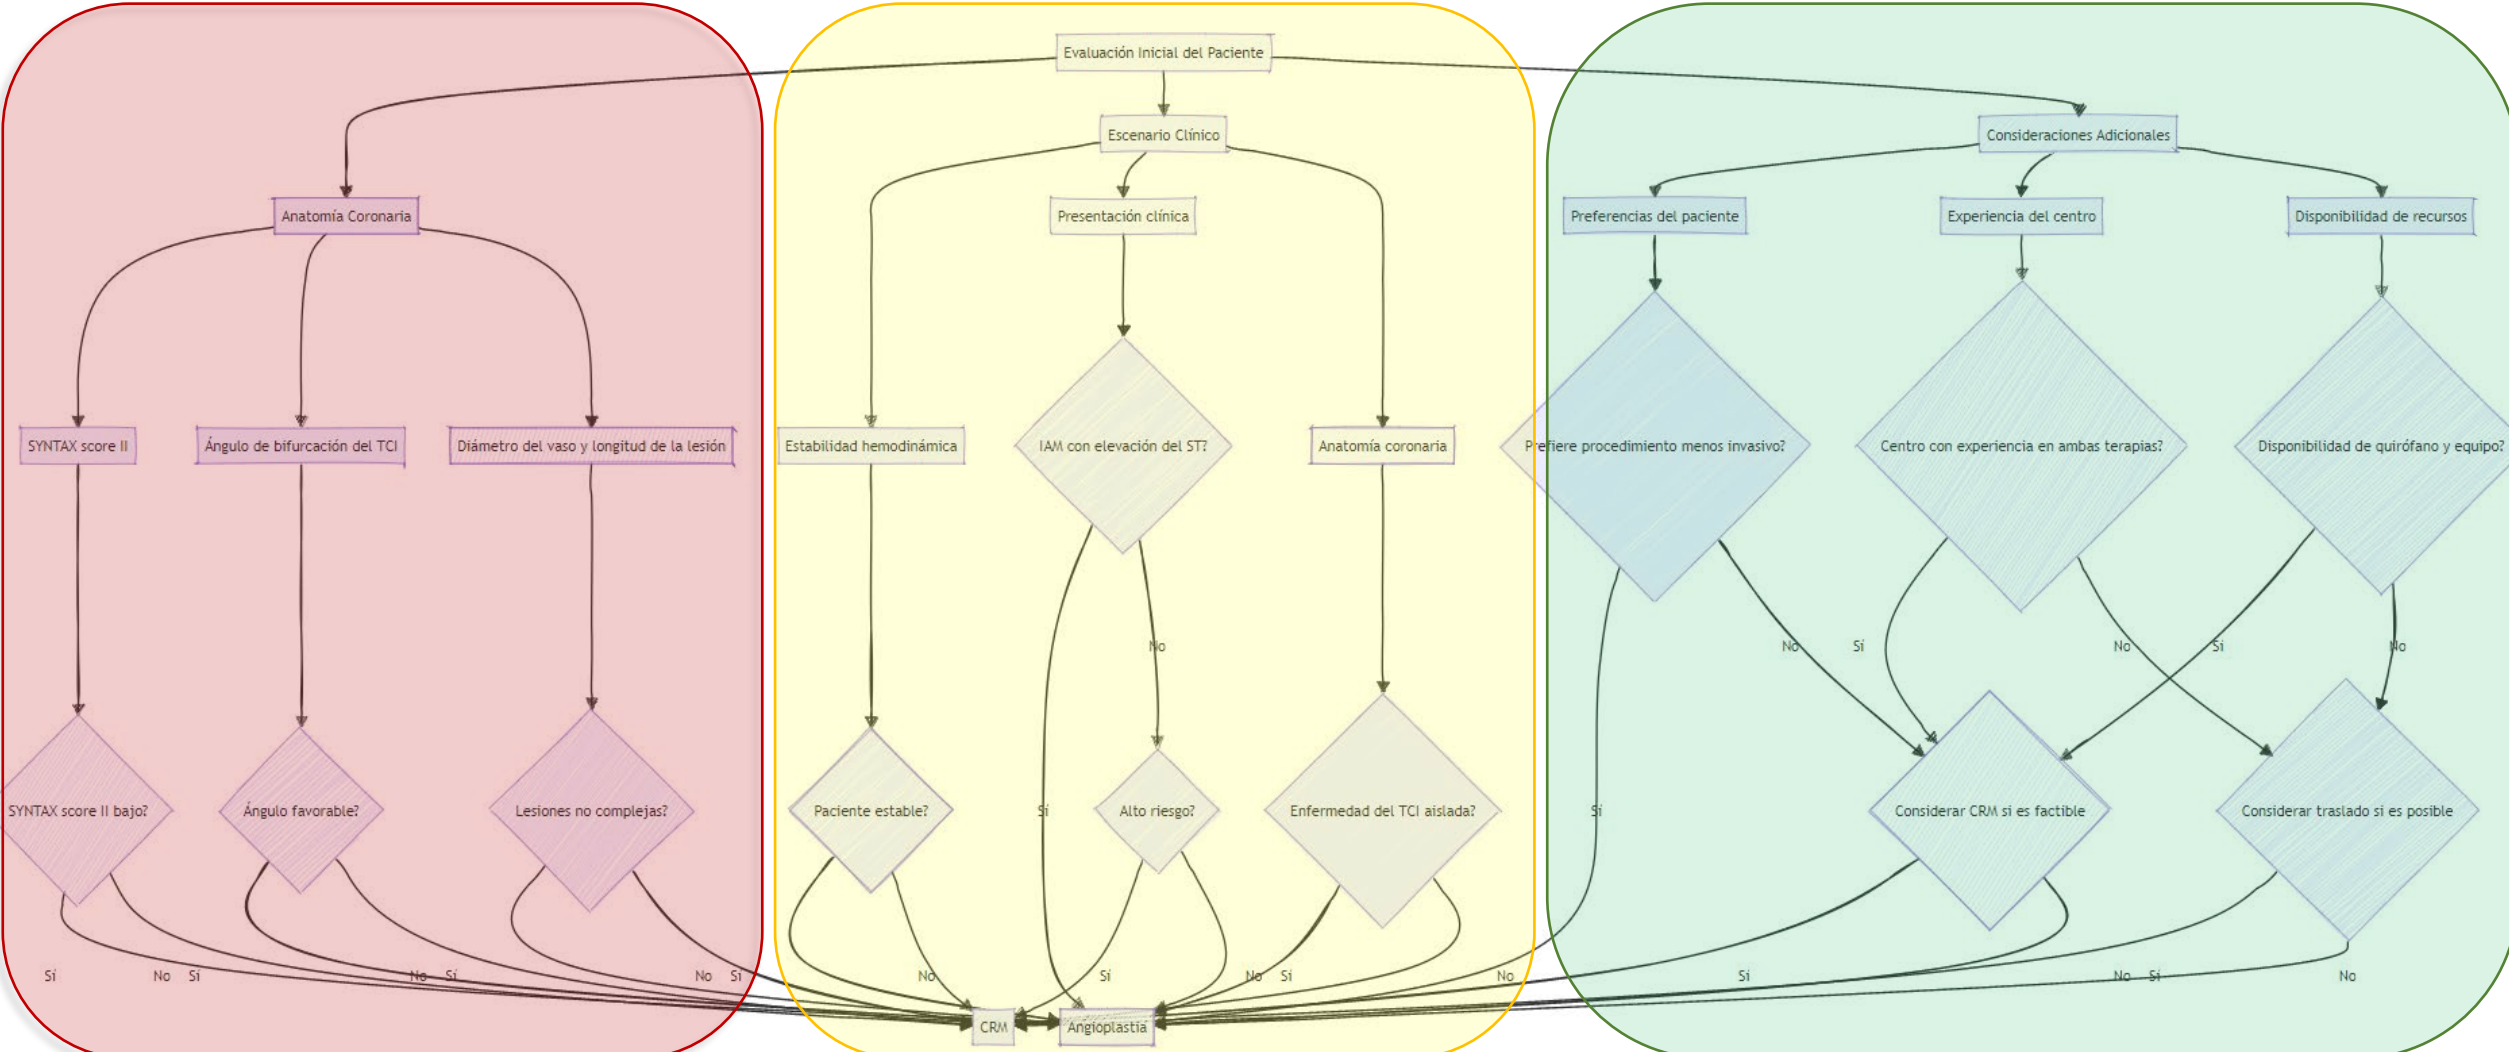 Evaluación Inicial del Paciente
Escenario Clínico
Consideraciones Adicionales
Anatomía Coronaria
Presentación clínica
Preferencias del paciente
Experiencia del centro
Disponibilidad de recursos
SYNTAX score II
Ángulo de bifurcación del TCI
Diámetro del vaso y longitud de la lesión
Estabilidad hemodinámica
IAM con elevación del ST?
Anatomía coronaria
Prefiere procedimiento menos invasivo?
Centro con experiencia en ambas terapias?
Disponibilidad de quirófano y equipo?
No
No
Sí
No
Sí
No
SYNTAX score II bajo?
Ángulo favorable?
Lesiones no complejas?
Paciente estable?
Sí
Alto riesgo?
Enfermedad del TCI aislada?
Sí
Considerar CRM si es factible
Considerar traslado si es posible
Sí
No
Sí
No
Sí
No
Sí
No
Sí
No
Sí
No
Sí
No
Sí
No
CRM
Angioplastia